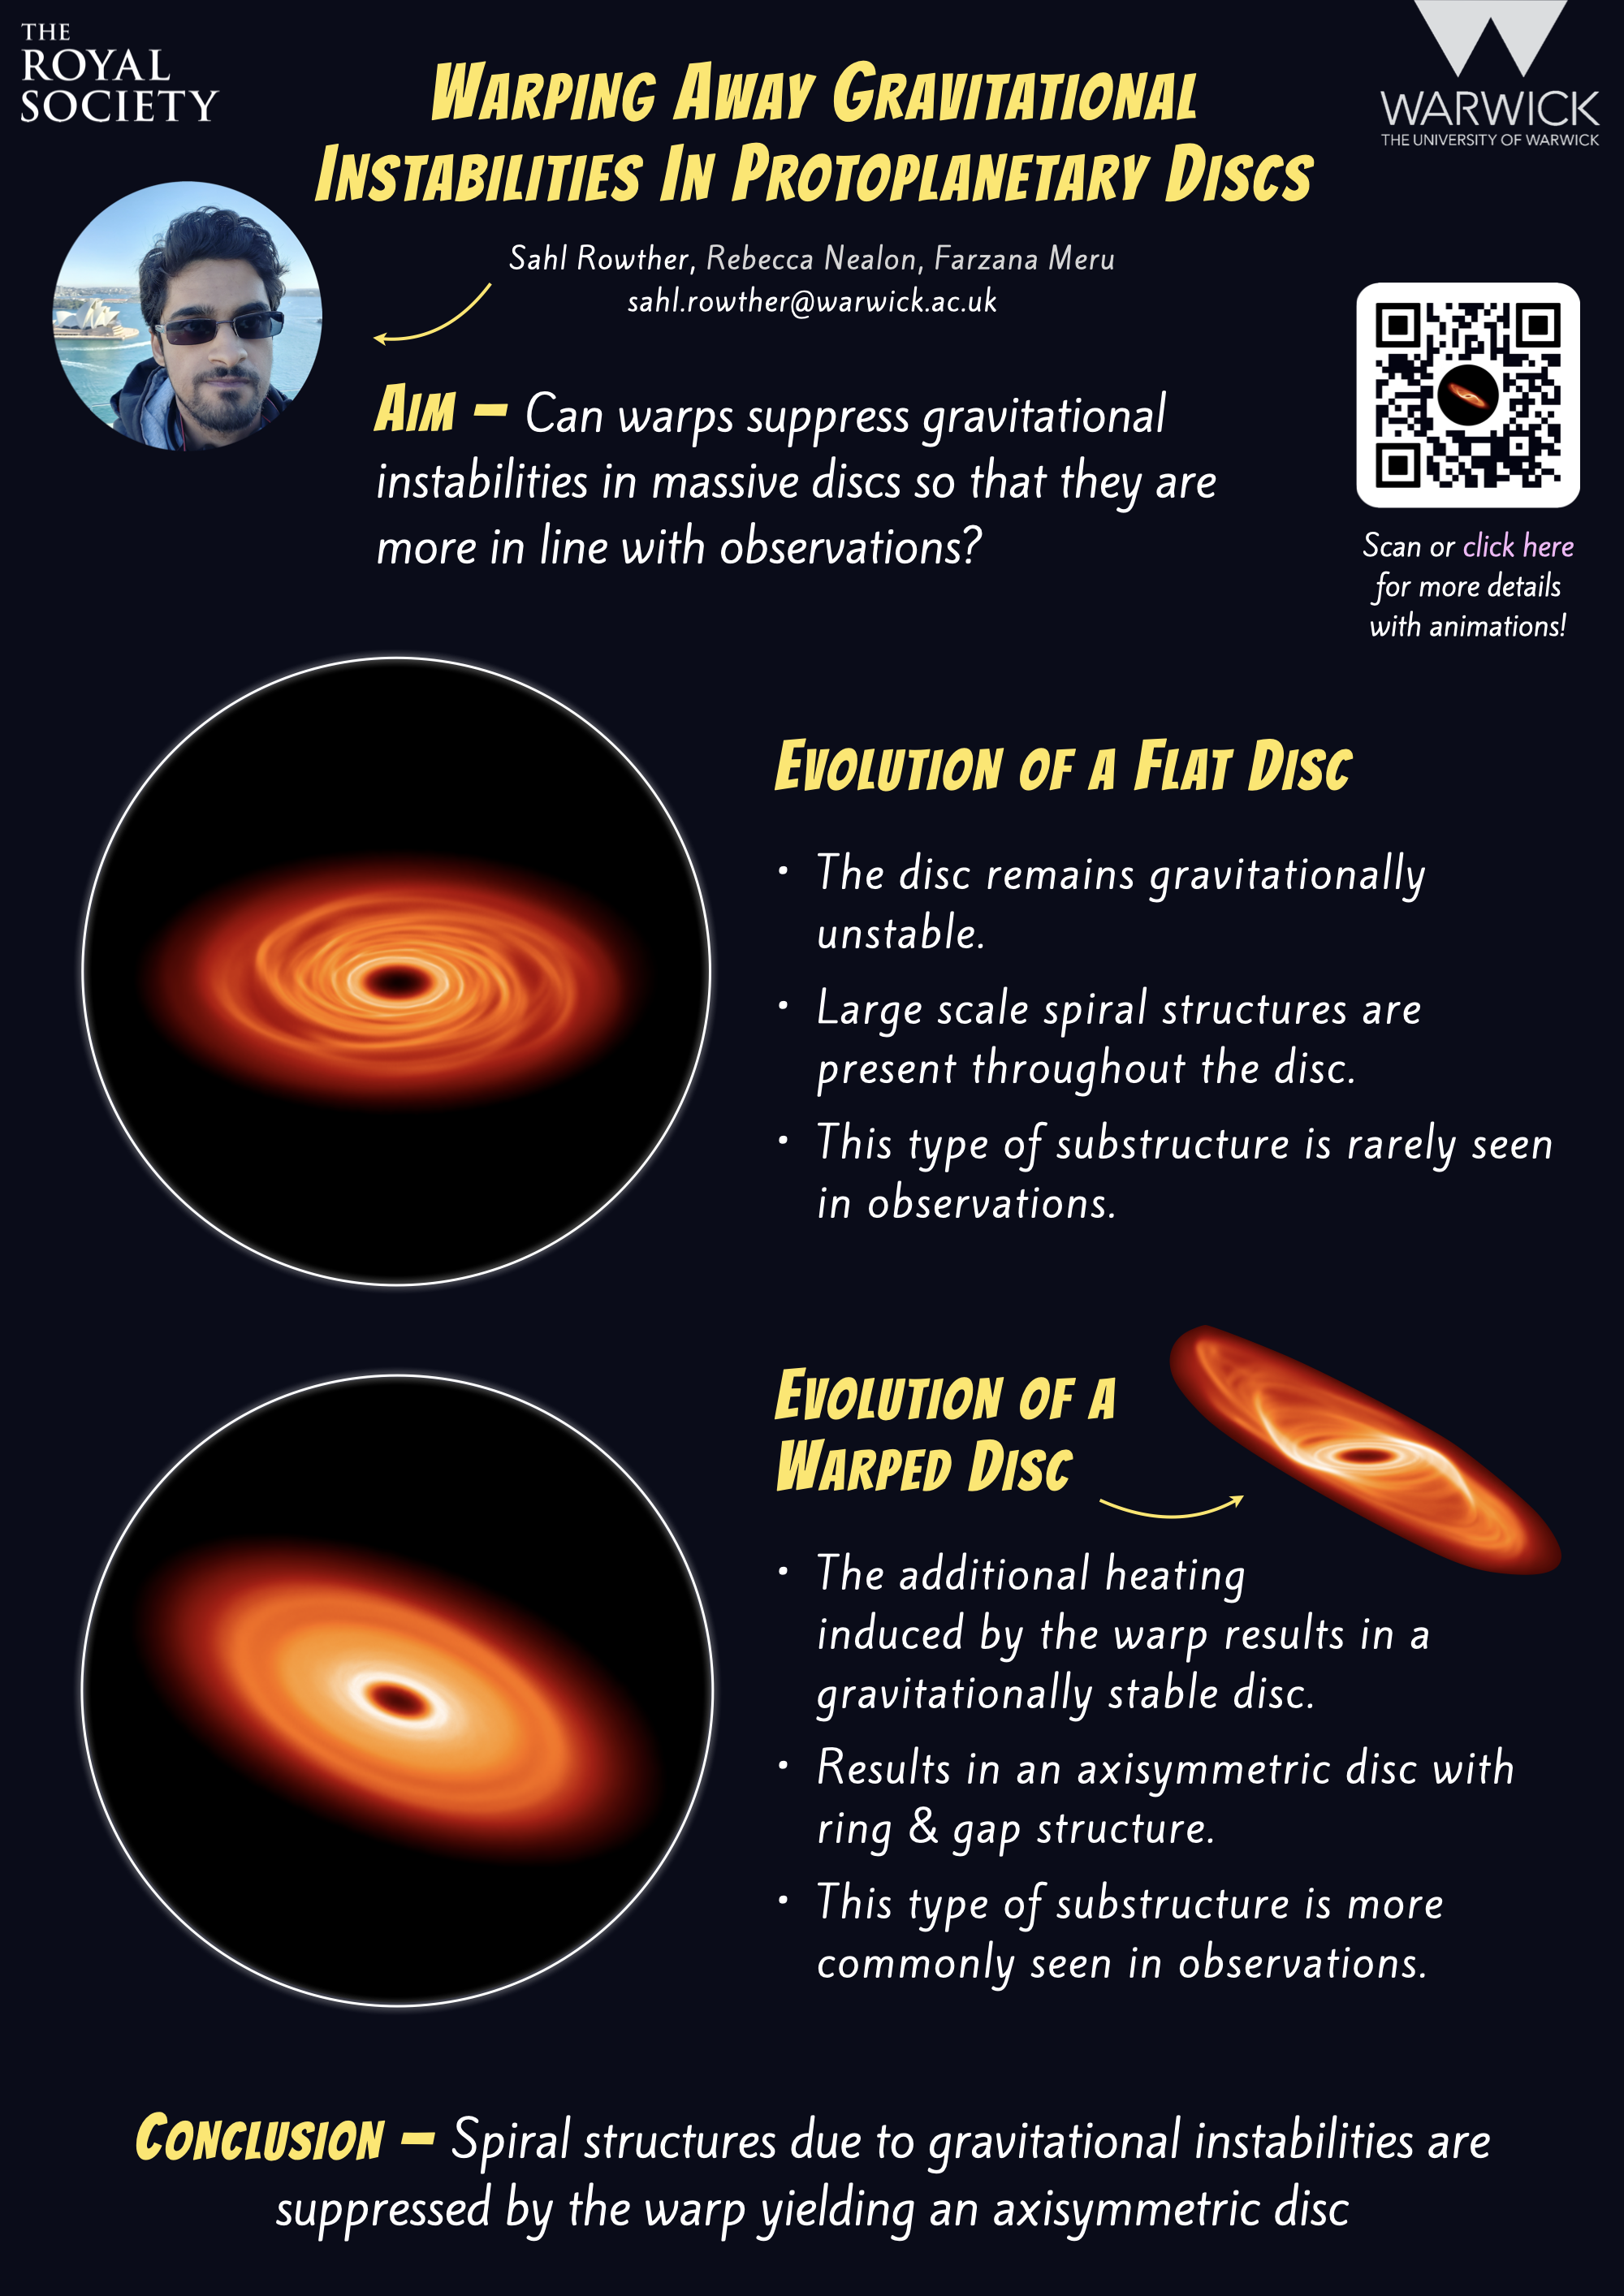 THE
ROYAL
SOCIETY
WARWICK
THE UNIVERSITY OF WARWICK
Warping Away Gravitational
Instabilities In Protoplanetary Discs
Sahl Rowther, Rebecca Nealon, Farzana Meru
sahl.rowther@warwick.ac.uk
Aim – Can warps suppress gravitational
instabilities in massive discs so that they are
more in line with observations?
Scan or click here
for more details
with animations!
Evolution of a Flat Disc
• The disc remains gravitationally
unstable.
• Large scale spiral structures are
present throughout the disc.
• This type of substructure is rarely seen
in observations.
Evolution of a
Warped Disc
• The additional heating
induced by the warp results in a
gravitationally stable disc.
• Results in an axisymmetric disc with
ring & gap structure.
• This type of substructure is more
commonly seen in observations.
Conclusion – Spiral structures due to gravitational instabilities are
suppressed by the warp yielding an axisymmetric disc